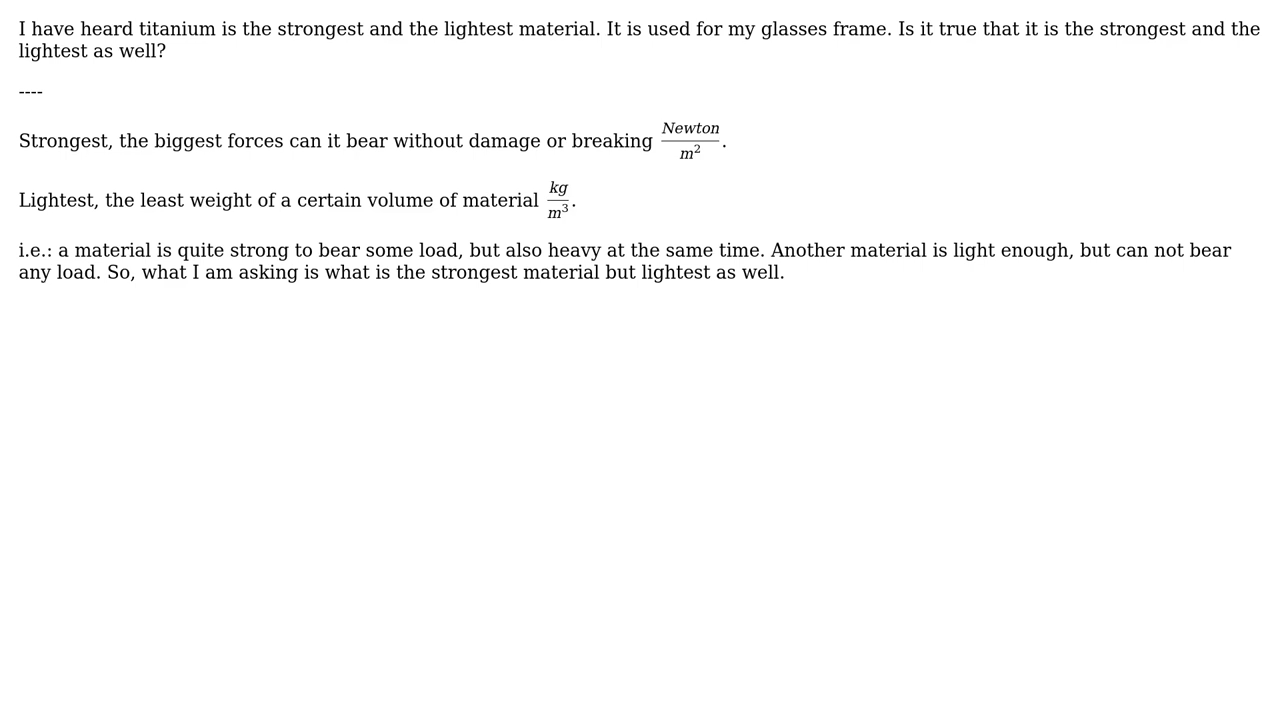 I have heard titanium is the strongest and the lightest material. It is used for my glasses frame. Is it true that it is the strongest and the
lightest as well?
----
Strongest, the biggest forces can it bear without damage or breaking $\frac{Newton}{m^2}$.
Lightest, the least weight of a certain volume of material $\frac{kg}{m^3}$.
i.e.: a material is quite strong to bear some load, but also heavy at the same time. Another material is light enough, but can not bear
any load. So, what I am asking is what is the strongest material but lightest as well.